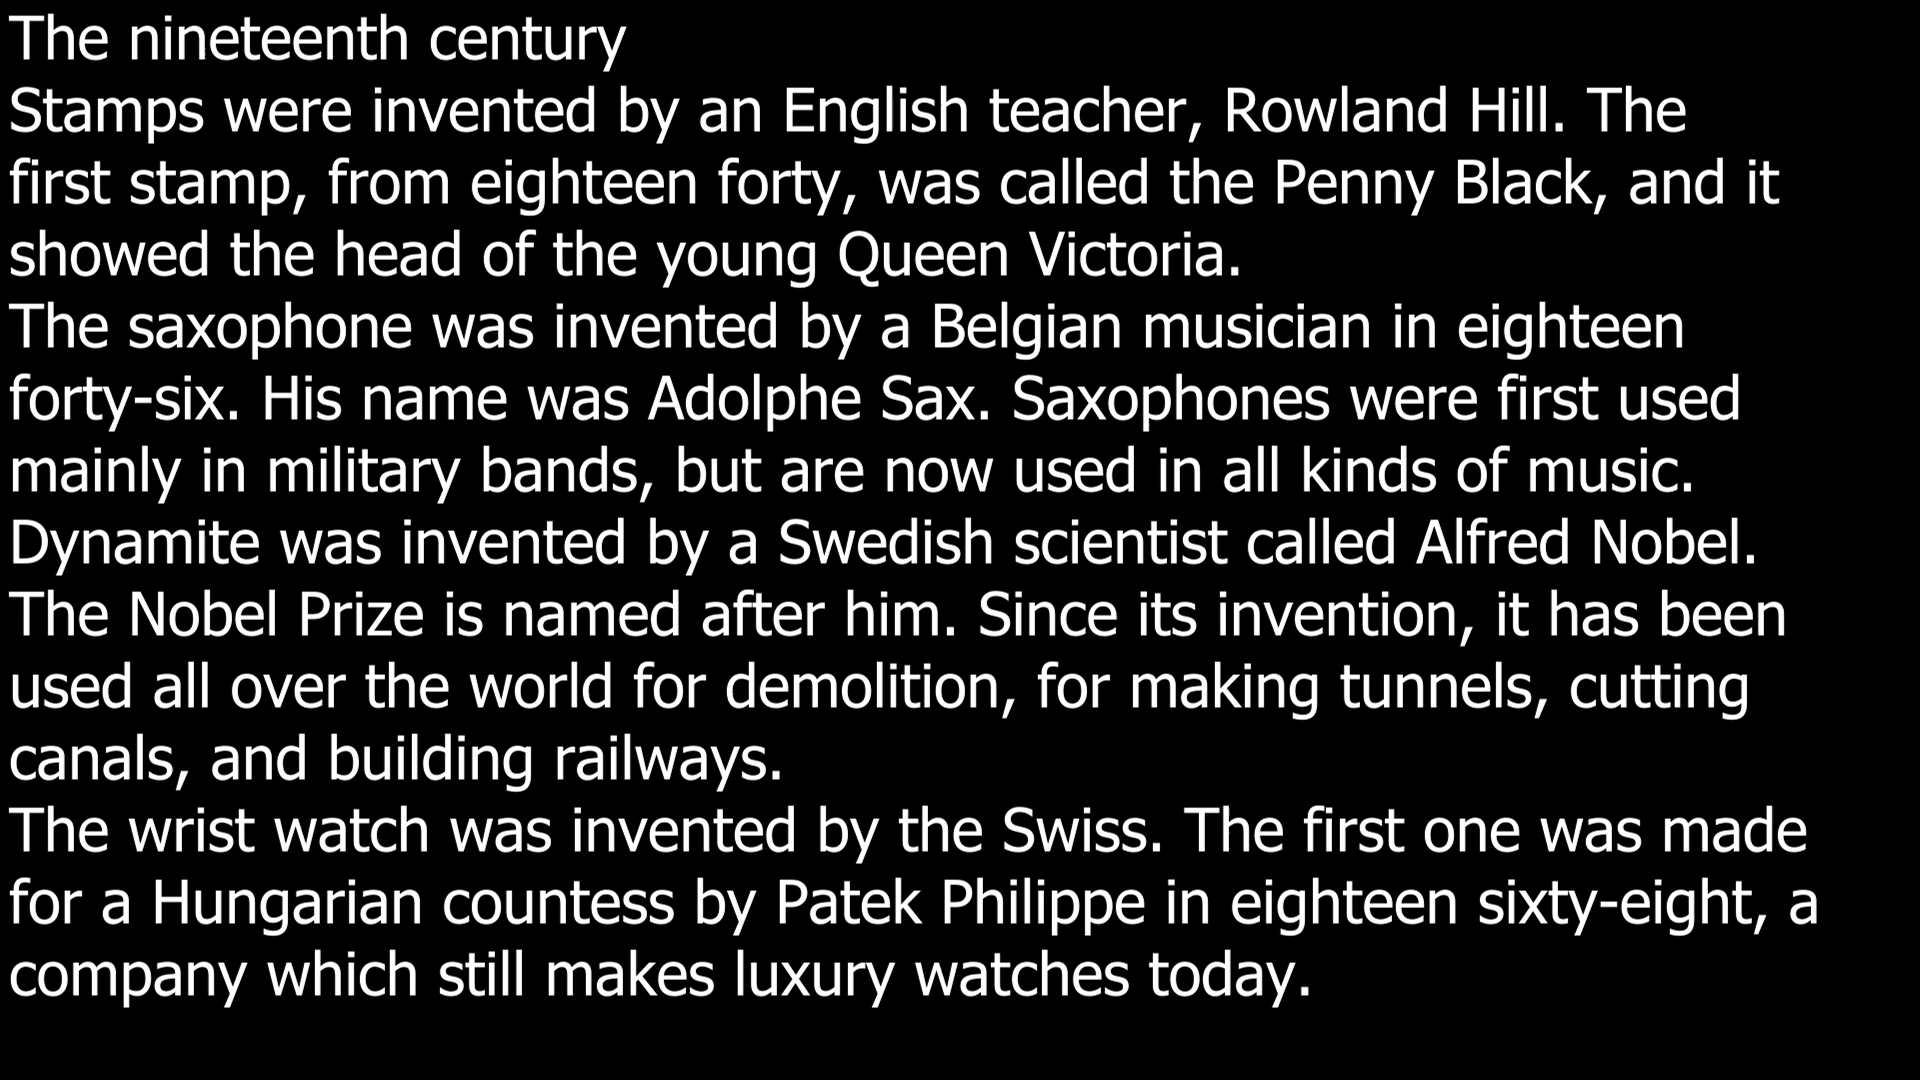 The nineteenth century
Stamps were invented by an English teacher, Rowland Hill. The
first stamp, from eighteen forty, was called the Penny Black, and it
showed the head of the young Queen Victoria.
The saxophone was invented by a Belgian musician in eighteen
forty-six. His name was Adolphe Sax. Saxophones were first used
mainly in military bands, but are now used in all kinds of music.
Dynamite was invented by a Swedish scientist called Alfred Nobel.
The Nobel Prize is named after him. Since its invention, it has been
used all over the world for demolition, for making tunnels, cutting
canals, and building railways.
The wrist watch was invented by the Swiss. The first one was made
for a Hungarian countess by Patek Philippe in eighteen sixty-eight, a
company which still makes luxury watches today.